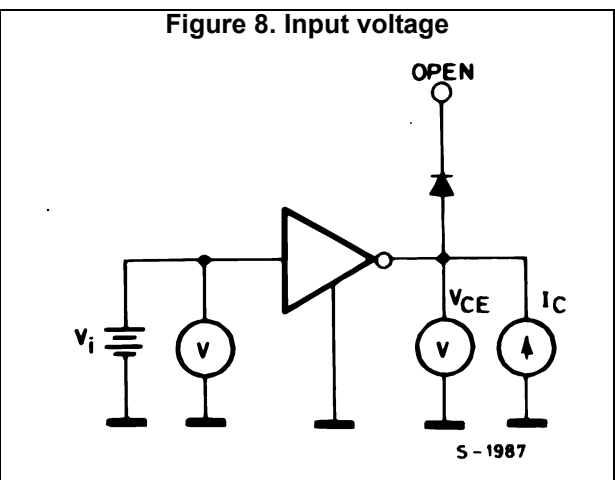 Figure 8. Input voltage
OPEN
VCE
IC
Vi
V
V
S-1987